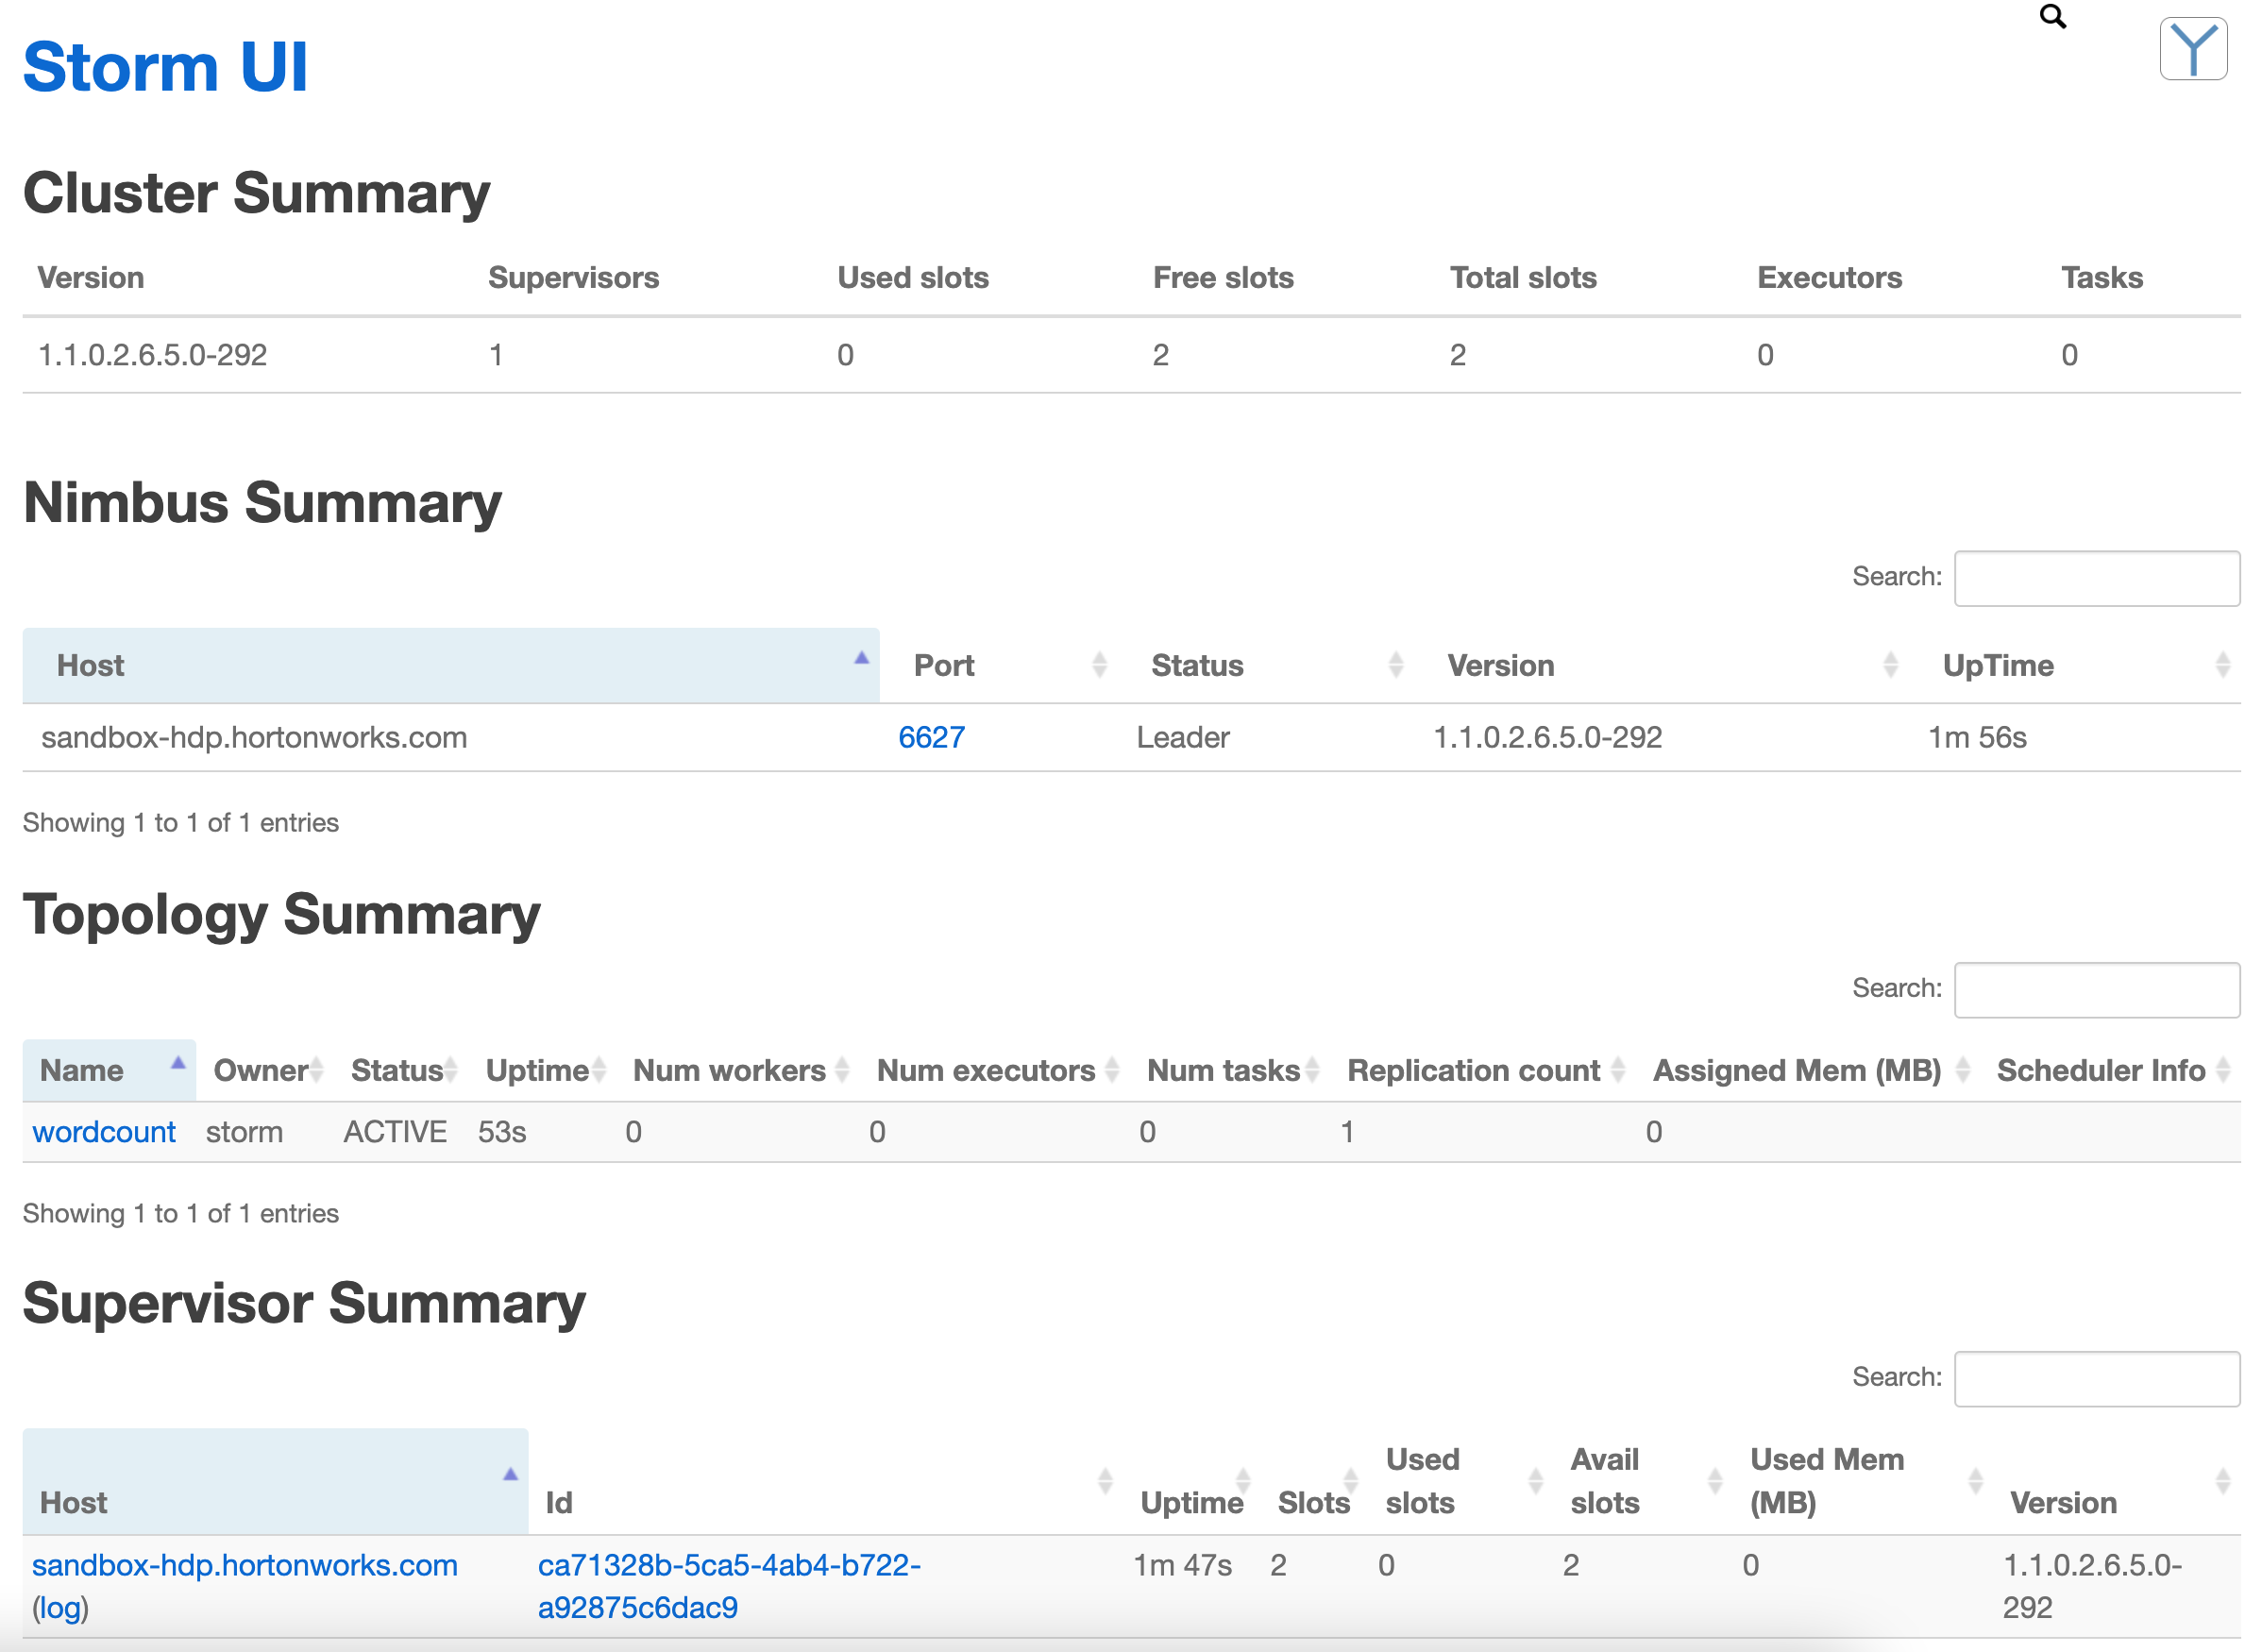 Storm UI
Cluster Summary
Version Supervisors Used slots Free slots Total slots Executors Tasks
1.1.0.2.6.5.0-292 1 0 2 2 0 0
Nimbus Summary
Search:
Host Port Status Version UpTime
sandbox-hdp.hortonworks.com 6627 Leader 1.1.0.2.6.5.0-292 1m 56s
Showing 1 to 1 of 1 entries
Topology Summary
Search:
Name Owner Status Uptime Num workers Num executors Num tasks Replication count Assigned Mem (MB) Scheduler Info
wordcount storm ACTIVE 53s 0 0 0 1 0
Showing 1 to 1 of 1 entries
Supervisor Summary
Search:
Used Avail Used Mem
Host Id Uptime Slots slots slots (MB) Version
sandbox-hdp.hortonworks.com ca71328b-5ca5-4ab4-b722- 1m 47s 2 0 2 0 1.1.0.2.6.5.0-
(log) a92875c6dac9 292